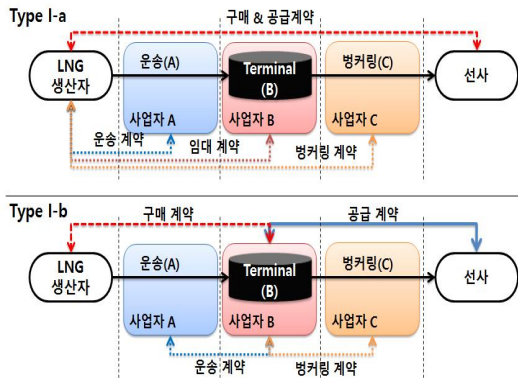 Type I-a
구매 & 공급계약
LNG
생산자
운송(A)
사업자 A
Terminal
(B)
사업자 B
벙커링(C)
사업자 C
선사
운송 계약
임대 계약
벙커링 계약
Type I-b
구매 계약
공급 계약
LNG
생산자
운송(A)
사업자 A
Terminal
(B)
사업자 B
벙커링(C)
사업자 C
선사
운송 계약
벙커링 계약